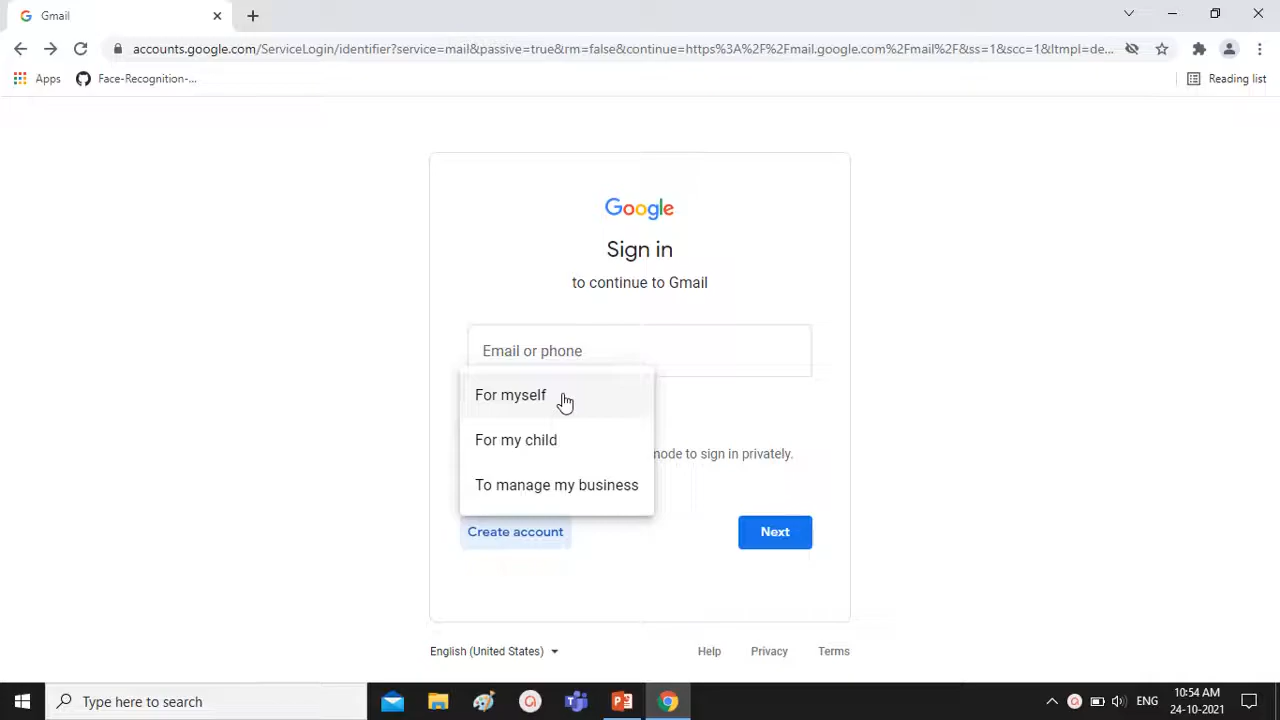 Gmail
accounts.google.com/ServiceLogin/identifier?service=mail&passive=true&rm=false&continue=https%3A%2F%2Fmail.google.com%2Fmail%2F&ss=1&scc=1&ltmpl=de...
Apps
Face-Recognition-...
Reading list
Google
Sign in
to continue to Gmail
Email or phone
For myself
For my child
mode to sign in privately.
To manage my business
Create account
Next
English (United States)
Help
Privacy
Terms
Type here to search
ENG
10:54 AM
24-10-2021